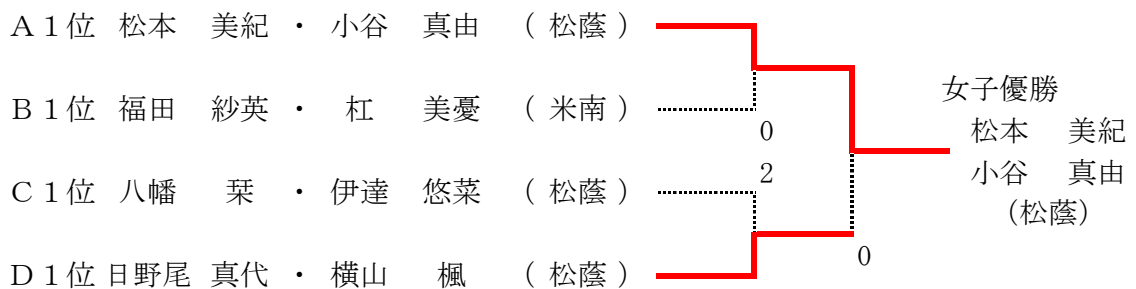 A１位 松本 美紀 ・ 小谷 真由 （ 松蔭 ）
B１位 福田 紗英 ・ 杠 美憂 （ 米南 ）
C１位 八幡 栞 ・ 伊達 悠菜 （ 松蔭 ）
D１位 日野尾 真代 ・ 横山 楓 （ 松蔭 ）
0
2
0
女子優勝
松本 美紀
小谷 真由
（松蔭）